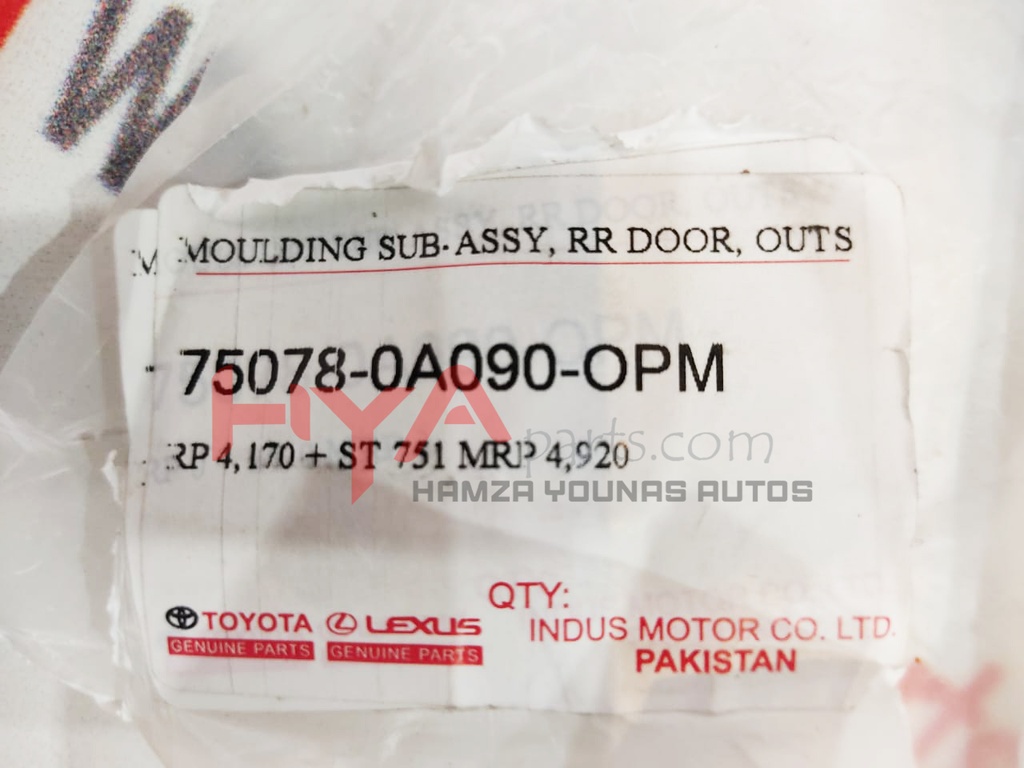 MOULDING SUB-ASSY, RR DOOR, OUTS
M
75078-0A090-OPM
RP 4,170 + ST 751 MRP 4,920
HYA parts.com
HAMZA YOUNAS AUTOS
QTY:
TOYOTA LEXUS
GENUINE PARTS GENUINE PARTS
INDUS MOTOR CO. LTD.
PAKISTAN